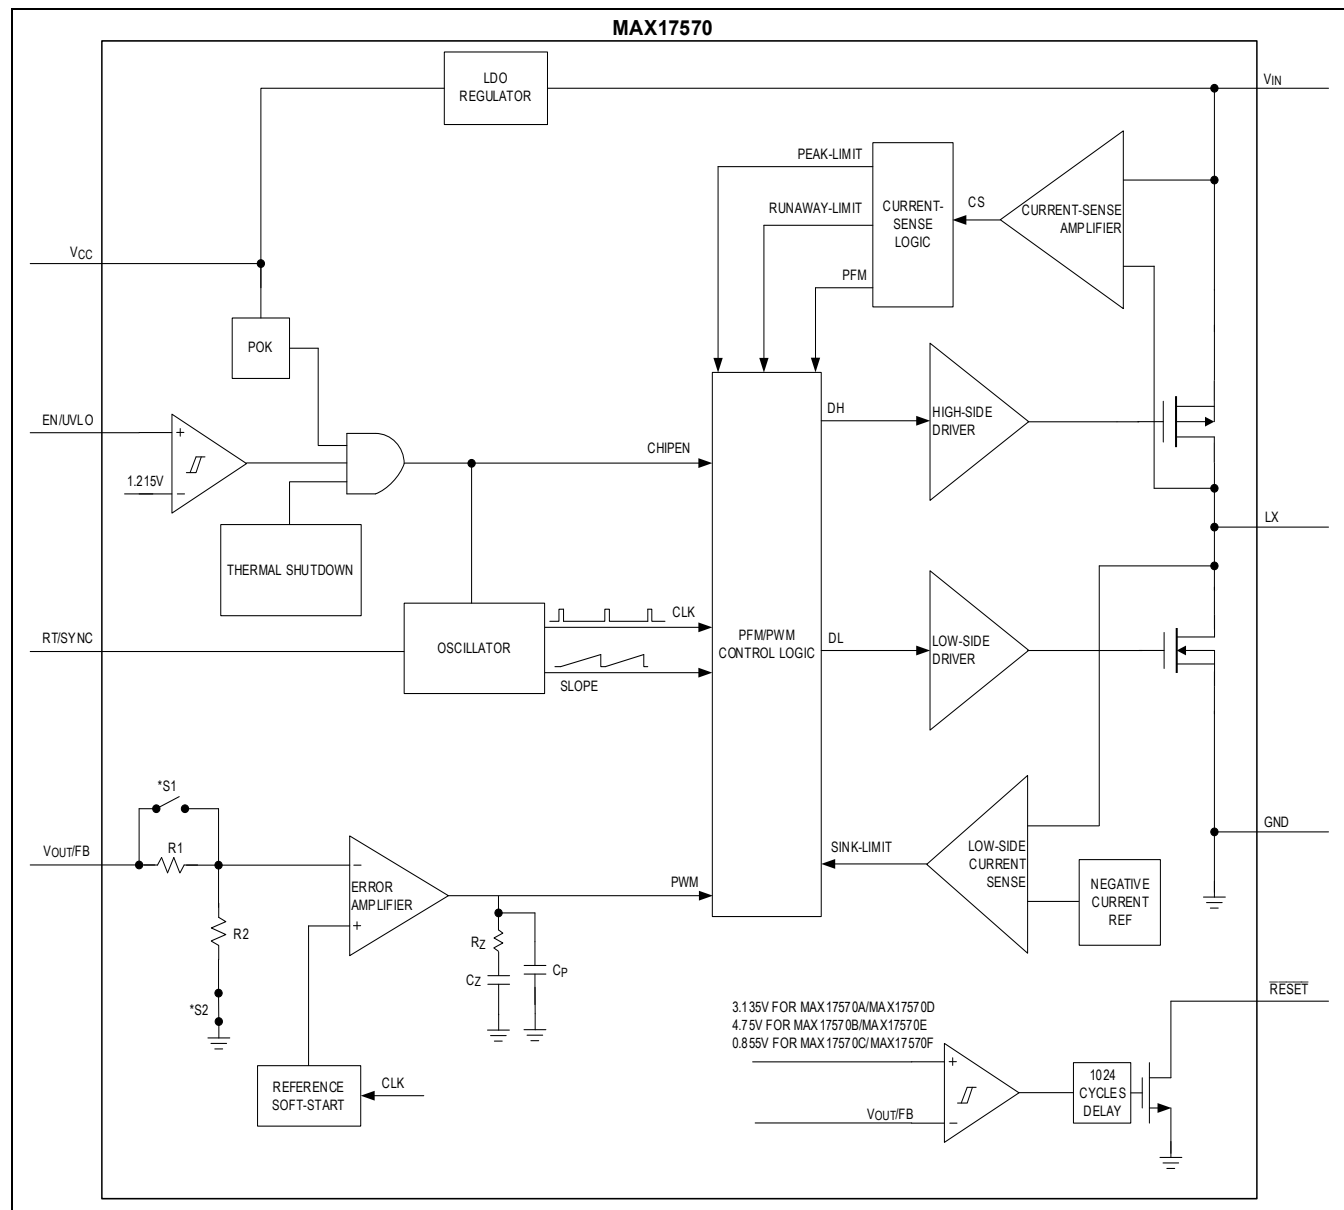 MAX17570
LDO
REGULATOR
VIN
PEAK-LIMIT
RUNAWAY-LIMIT
PFM
CURRENT-
SENSE
LOGIC
CS
CURRENT-SENSE
AMPLIFIER
VCC
POK
EN/UVLO
+
1.215V
−
THERMAL SHUTDOWN
CHIPEN
DH
HIGH-SIDE
DRIVER
LX
RT/SYNC
OSCILLATOR
CLK
SLOPE
PFM/PWM
CONTROL LOGIC
DL
LOW-SIDE
DRIVER
*S1
VOUT/FB
R1
R2
*S2
−
ERROR
AMPLIFIER
+
PWM
RZ
CZ
CP
SINK-LIMIT
LOW-SIDE
CURRENT
SENSE
NEGATIVE
CURRENT
REF
GND
REFERENCE
SOFT-START
CLK
3.135V FOR MAX17570A/MAX17570D
4.75V FOR MAX17570B/MAX17570E
0.855V FOR MAX17570C/MAX17570F
+
VOUT/FB
−
1024
CYCLES
DELAY
RESET